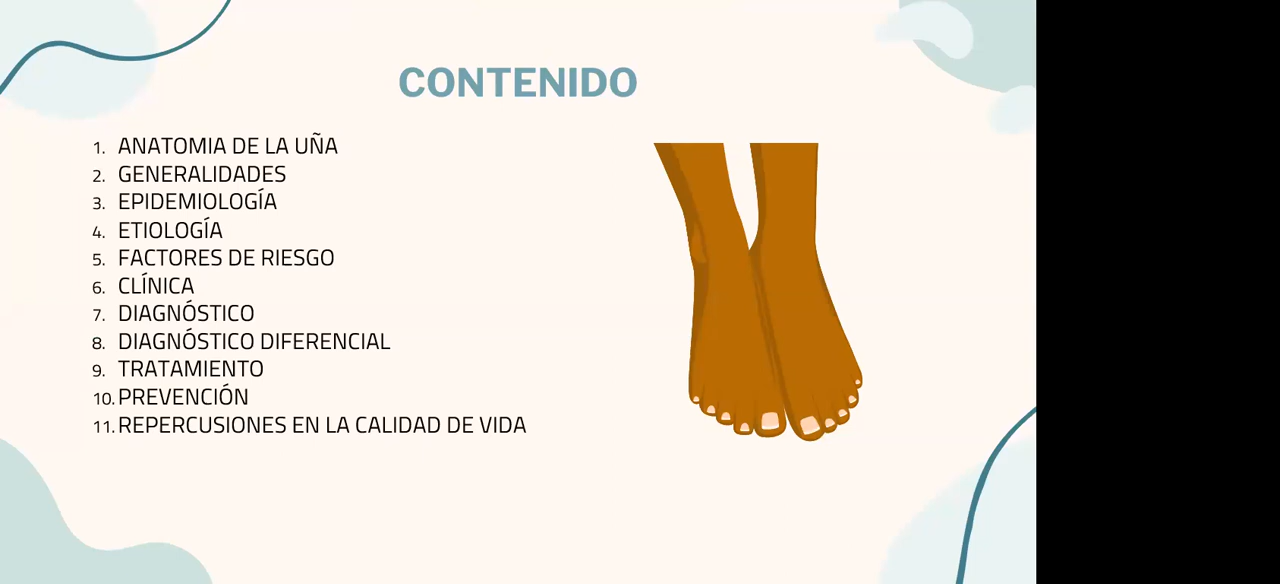 CONTENIDO
1. ANATOMIA DE LA UÑA
2. GENERALIDADES
3. EPIDEMIOLOGÍA
4. ETIOLOGÍA
5. FACTORES DE RIESGO
6. CLÍNICA
7. DIAGNÓSTICO
8. DIAGNÓSTICO DIFERENCIAL
9. TRATAMIENTO
10. PREVENCIÓN
11. REPERCUSIONES EN LA CALIDAD DE VIDA